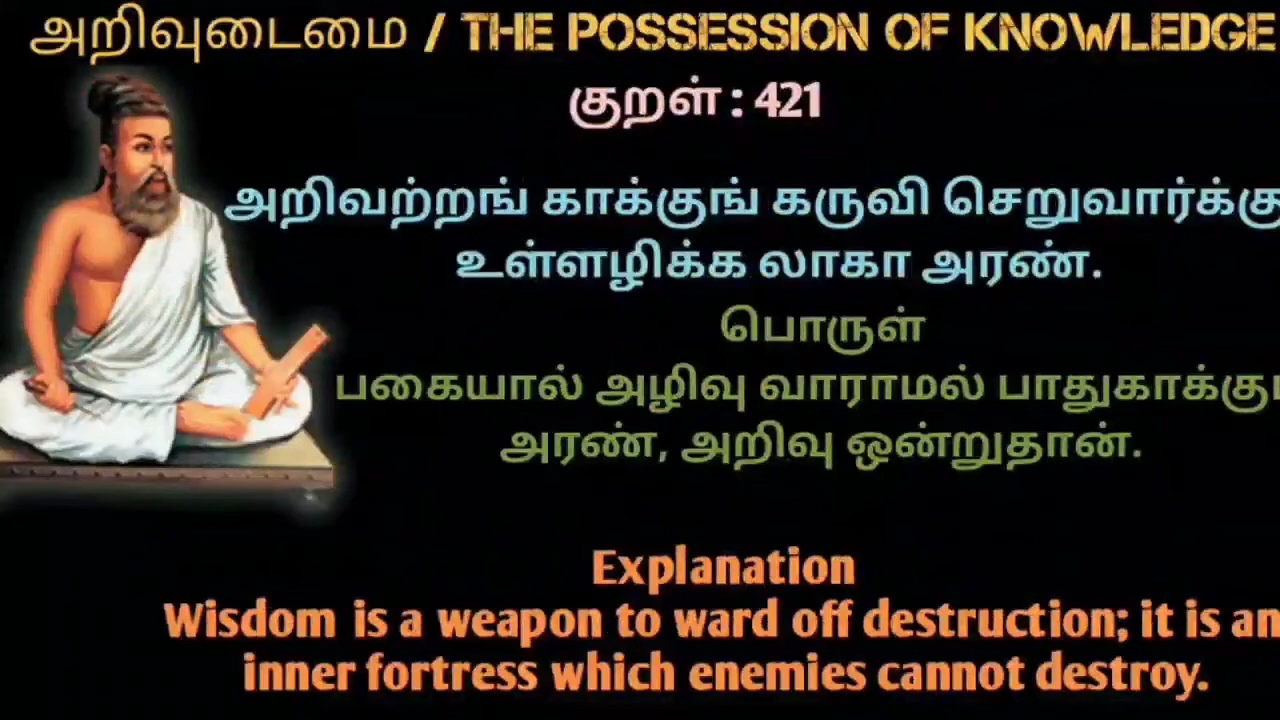 அறிவுடைமை / THE POSSESSION OF KNOWLEDGE
குறள் : 421
அறிவற்றங் காக்குங் கருவி செறுவார்க்கு
உள்ளழிக்க லாகா அரண்.
பொருள்
பகையால் அழிவு வாராமல் பாதுகாக்கும்
அரண், அறிவு ஒன்றுதான்.
Explanation
Wisdom is a weapon to ward off destruction; it is an
inner fortress which enemies cannot destroy.